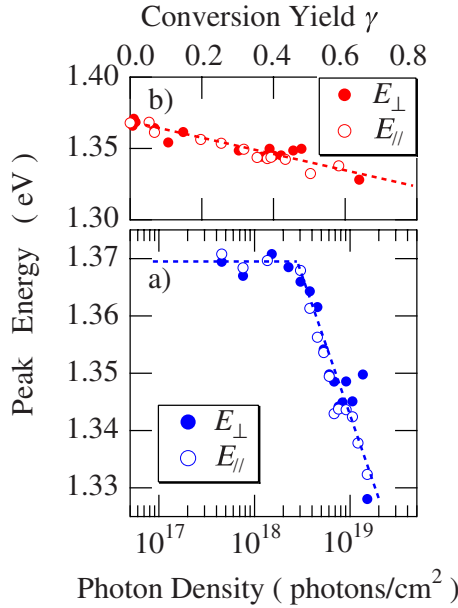 Conversion Yield γ
0 0.2 0.4 0.6 0.8
1.40
b)
E⊥
E//
1.35
1.30
1.37
a)
1.36
1.35
1.34
E⊥
E//
1.33
10^17 10^18 10^19
Photon Density ( photons/cm^2 )
Peak Energy ( eV )